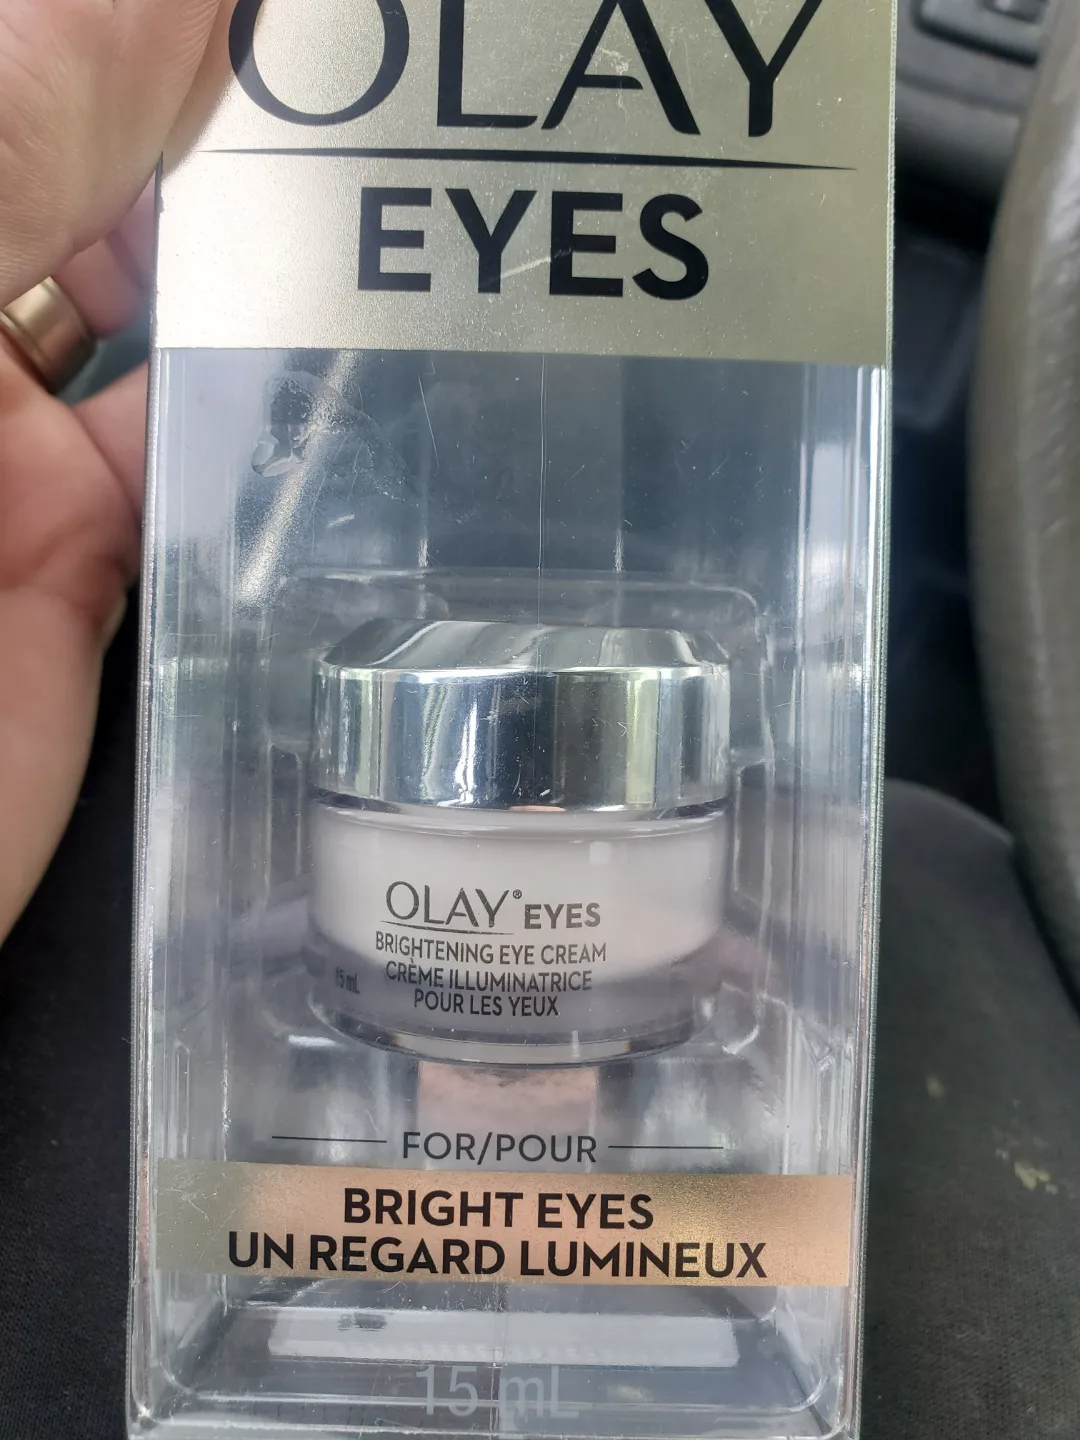 OLAY
EYES
OLAY® EYES
BRIGHTENING EYE CREAM
CRÈME ILLUMINATRICE
POUR LES YEUX
15 mL
FOR/POUR
BRIGHT EYES
UN REGARD LUMINEUX
15 mL